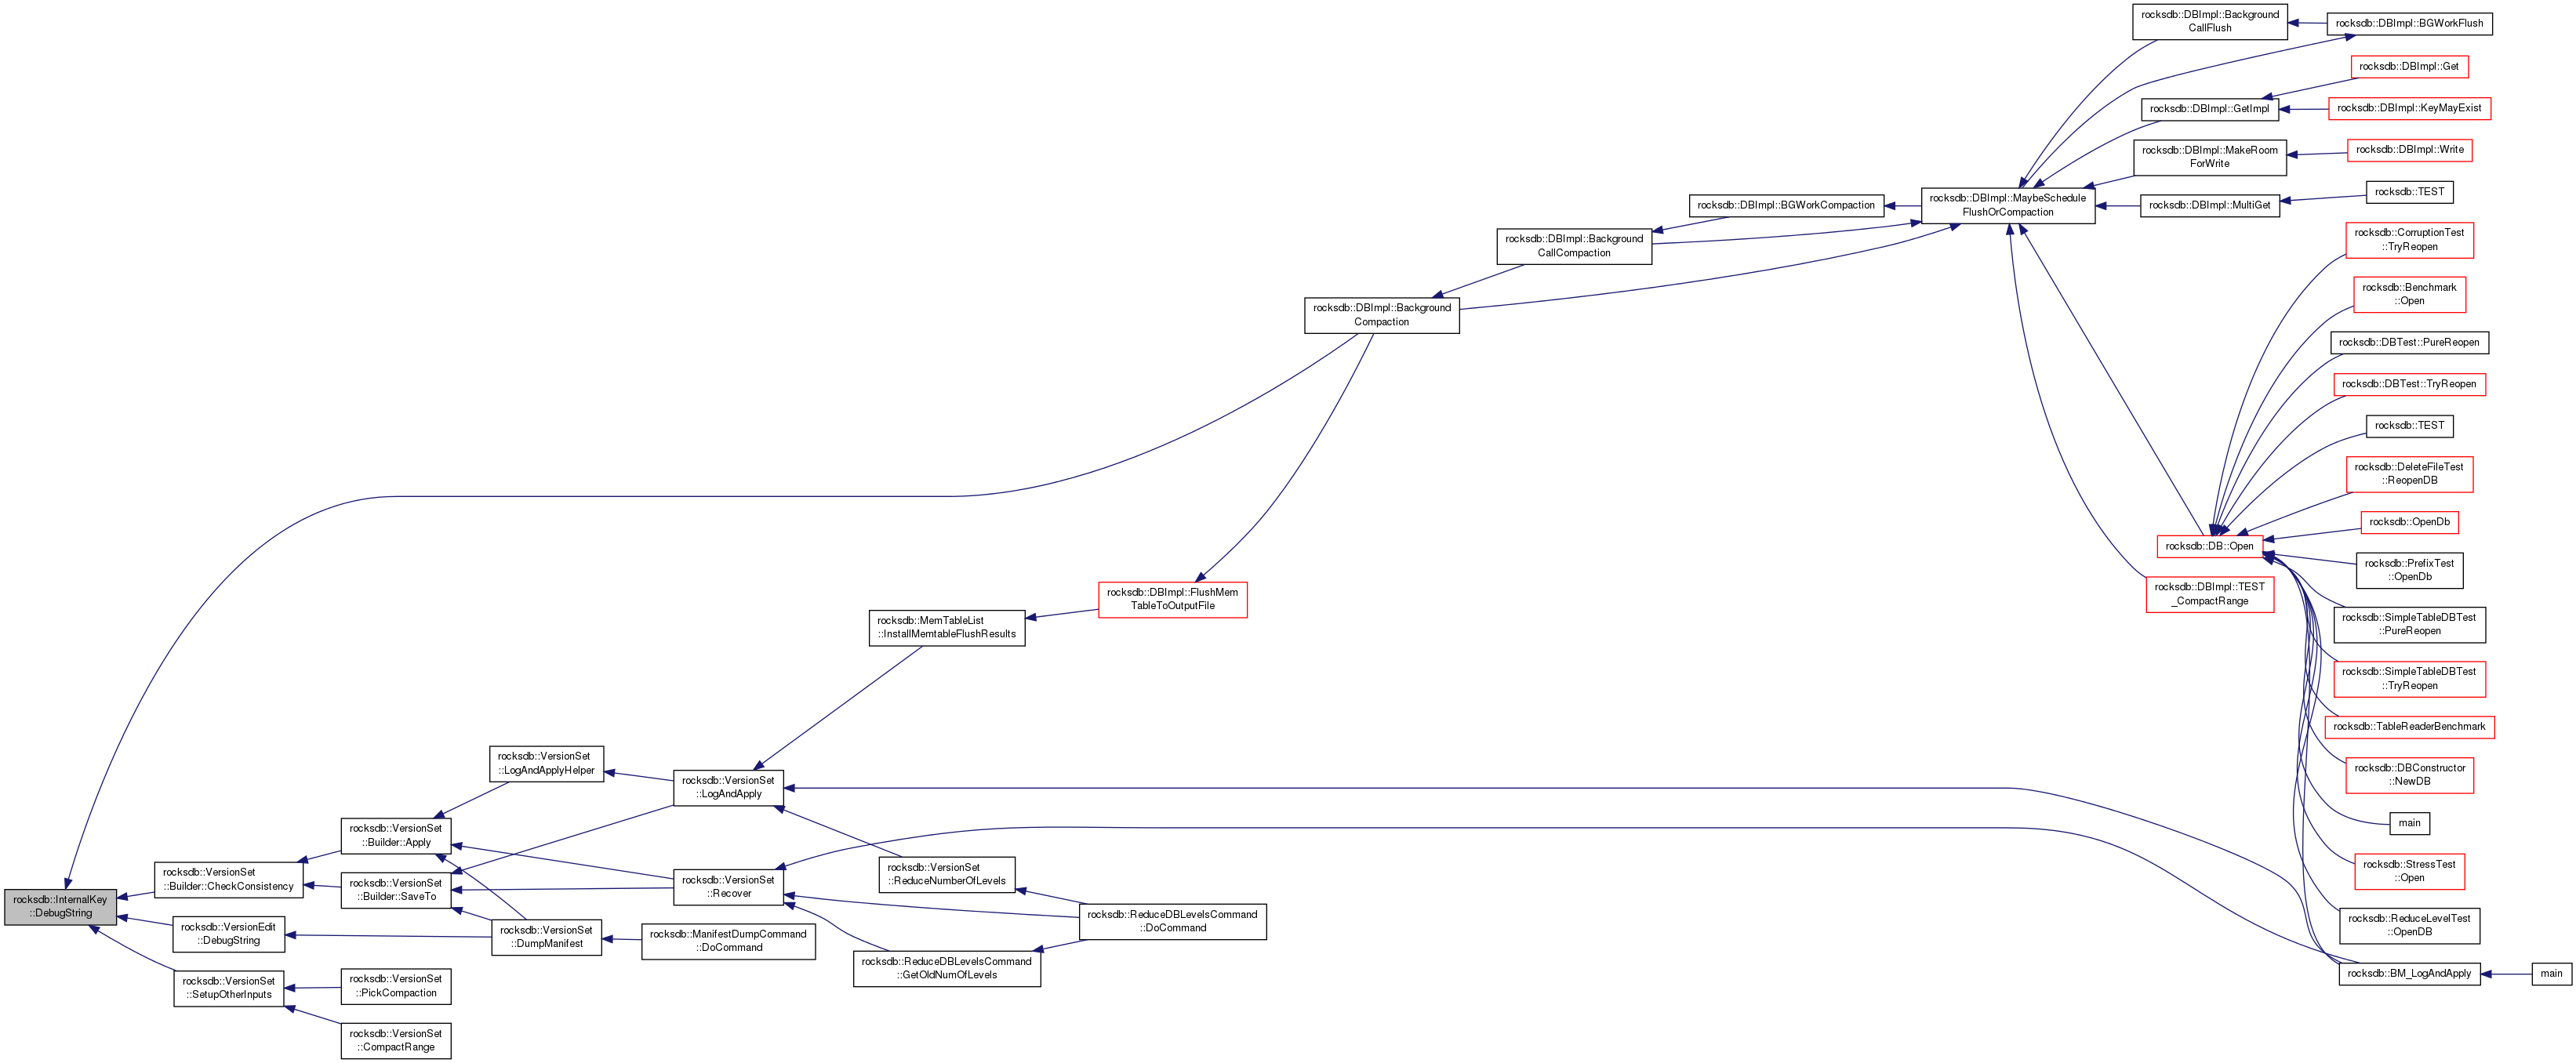 rocksdb::InternalKey
::DebugString
rocksdb::VersionSet
::Builder::CheckConsistency
rocksdb::VersionEdit
::DebugString
rocksdb::VersionSet
::SetupOtherInputs
rocksdb::VersionSet
::Builder::Apply
rocksdb::VersionSet
::Builder::SaveTo
rocksdb::VersionSet
::PickCompaction
rocksdb::VersionSet
::CompactRange
rocksdb::VersionSet
::LogAndApplyHelper
rocksdb::VersionSet
::DumpManifest
rocksdb::VersionSet
::LogAndApply
rocksdb::VersionSet
::Recover
rocksdb::ManifestDumpCommand
::DoCommand
rocksdb::MemTableList
::InstallMemtableFlushResults
rocksdb::VersionSet
::ReduceNumberOfLevels
rocksdb::ReduceDBLevelsCommand
::GetOldNumOfLevels
rocksdb::DBImpl::FlushMem
TableToOutputFile
rocksdb::ReduceDBLevelsCommand
::DoCommand
rocksdb::DBImpl::Background
Compaction
rocksdb::DBImpl::Background
CallCompaction
rocksdb::DBImpl::BGWorkCompaction
rocksdb::DBImpl::MaybeSchedule
FlushOrCompaction
rocksdb::DBImpl::Background
CallFlush
rocksdb::DBImpl::BGWorkFlush
rocksdb::DBImpl::GetImpl
rocksdb::DBImpl::Get
rocksdb::DBImpl::KeyMayExist
rocksdb::DBImpl::MakeRoom
ForWrite
rocksdb::DBImpl::Write
rocksdb::DBImpl::MultiGet
rocksdb::TEST
rocksdb::DB::Open
rocksdb::DBImpl::TEST
_CompactRange
rocksdb::CorruptionTest
::TryReopen
rocksdb::Benchmark
::Open
rocksdb::DBTest::PureReopen
rocksdb::DBTest::TryReopen
rocksdb::TEST
rocksdb::DeleteFileTest
::ReopenDB
rocksdb::OpenDb
rocksdb::PrefixTest
::OpenDb
rocksdb::SimpleTableDBTest
::PureReopen
rocksdb::SimpleTableDBTest
::TryReopen
rocksdb::TableReaderBenchmark
rocksdb::DBConstructor
::NewDB
main
rocksdb::StressTest
::Open
rocksdb::ReduceLevelTest
::OpenDB
rocksdb::BM_LogAndApply
main